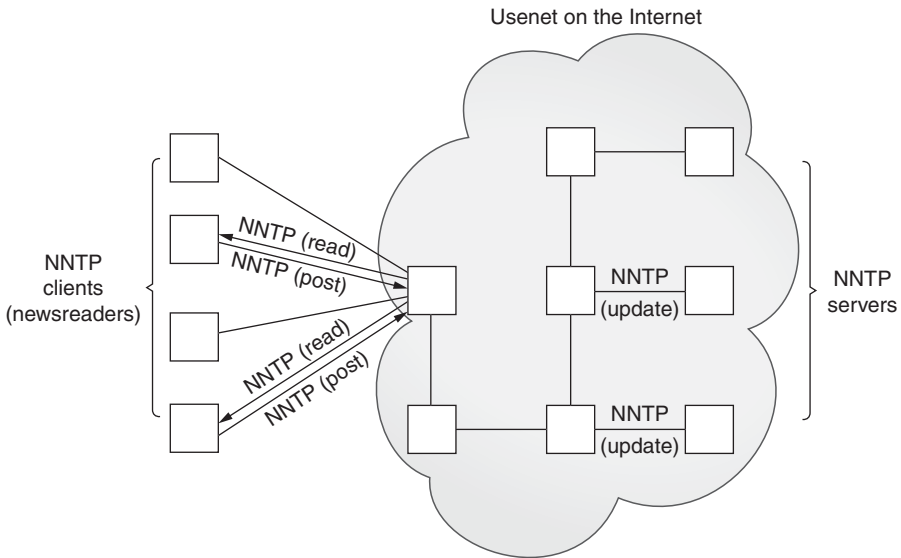 Usenet on the Internet
NNTP (read)
NNTP (post)
NNTP
clients
(newsreaders)
NNTP
(update)
NNTP
servers
NNTP (read)
NNTP (post)
NNTP
(update)